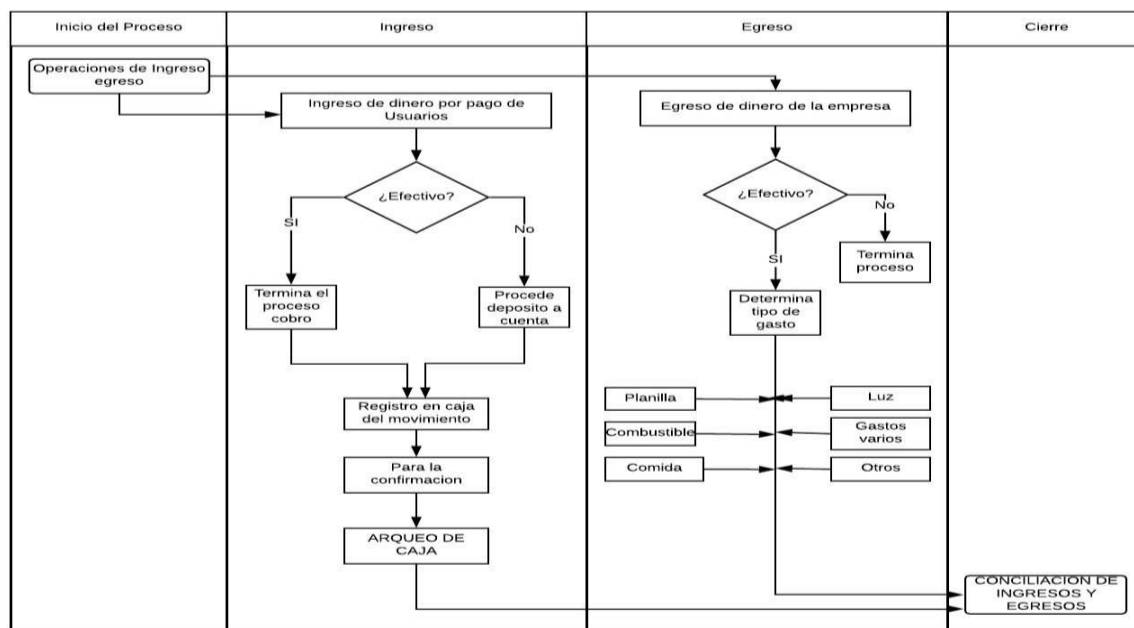 Inicio del Proceso
Ingreso
Egreso
Cierre
Operaciones de Ingreso
egreso
Ingreso de dinero por pago de
Usuarios
¿Efectivo?
SI
No
Termina el
proceso
cobro
Procede
deposito a
cuenta
Registro en caja
del movimiento
Para la
confirmacion
ARQUEO DE
CAJA
Egreso de dinero de la empresa
¿Efectivo?
No
SI
Termina
proceso
Determina
tipo de
gasto
Planilla
Luz
Combustible
Gastos
varios
Comida
Otros
CONCILIACION DE
INGRESOS Y
EGRESOS